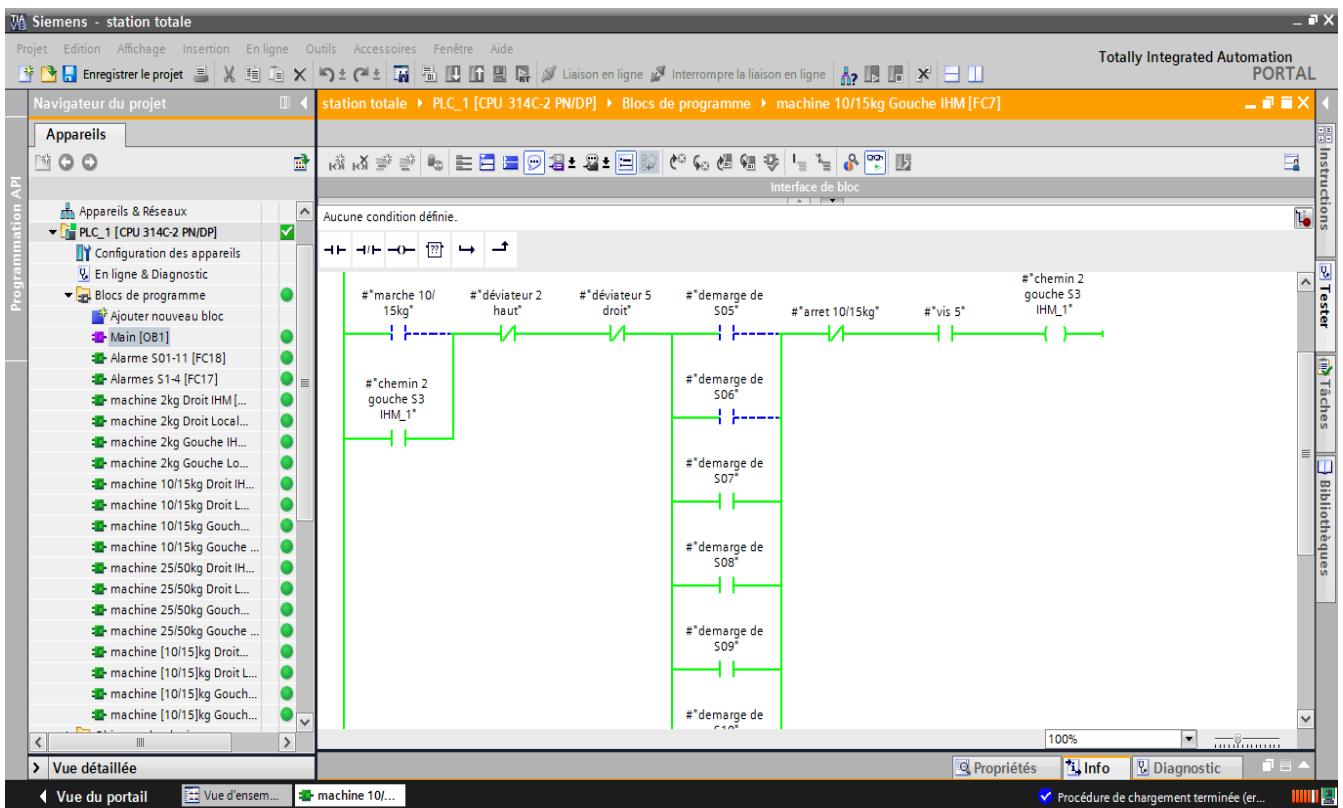 Siemens - station totale
Projet Edition Affichage Insertion En ligne Outils Accessoires Fenêtre Aide
Totally Integrated Automation
PORTAL
Enregistrer le projet
Liaison en ligne
Interrompre la liaison en ligne
Navigateur du projet
station totale PLC_1 [CPU 314C-2 PN/DP] Blocs de programme machine 10/15kg Gouche IHM [FC7]
Appareils
Interface de bloc
Programmation API
Appareils & Réseaux
PLC_1 [CPU 314C-2 PN/DP]
Configuration des appareils
En ligne & Diagnostic
Blocs de programme
Ajouter nouveau bloc
Main [OB1]
Alarme S01-11 [FC18]
Alarmes S1-4 [FC17]
machine 2kg Droit IHM [...
machine 2kg Droit Local...
machine 2kg Gouche IH...
machine 2kg Gouche Lo...
machine 10/15kg Droit IH...
machine 10/15kg Droit L...
machine 10/15kg Gouch...
machine 10/15kg Gouche ...
machine 25/50kg Droit IH...
machine 25/50kg Droit L...
machine 25/50kg Gouch...
machine 25/50kg Gouche ...
machine [10/15]kg Droit...
machine [10/15]kg Droit L...
machine [10/15]kg Gouch...
machine [10/15]kg Gouch...
Aucune condition définie.
??
#"marche 10/
15kg"
#"déviateur 2
haut"
#"déviateur 5
droit"
#"demarge de
S05"
#"arret 10/15kg"
#"vis 5"
#"chemin 2
gouche S3
IHM_1"
#"chemin 2
gouche S3
IHM_1"
#"demarge de
S06"
#"demarge de
S07"
#"demarge de
S08"
#"demarge de
S09"
#"demarge de
100%
Instructions
Tester
Tâches
Bibliothèques
Vue détaillée
Propriétés
Info
Diagnostic
Vue du portail
Vue d'ensem...
machine 10/...
Procédure de chargement terminée (er...